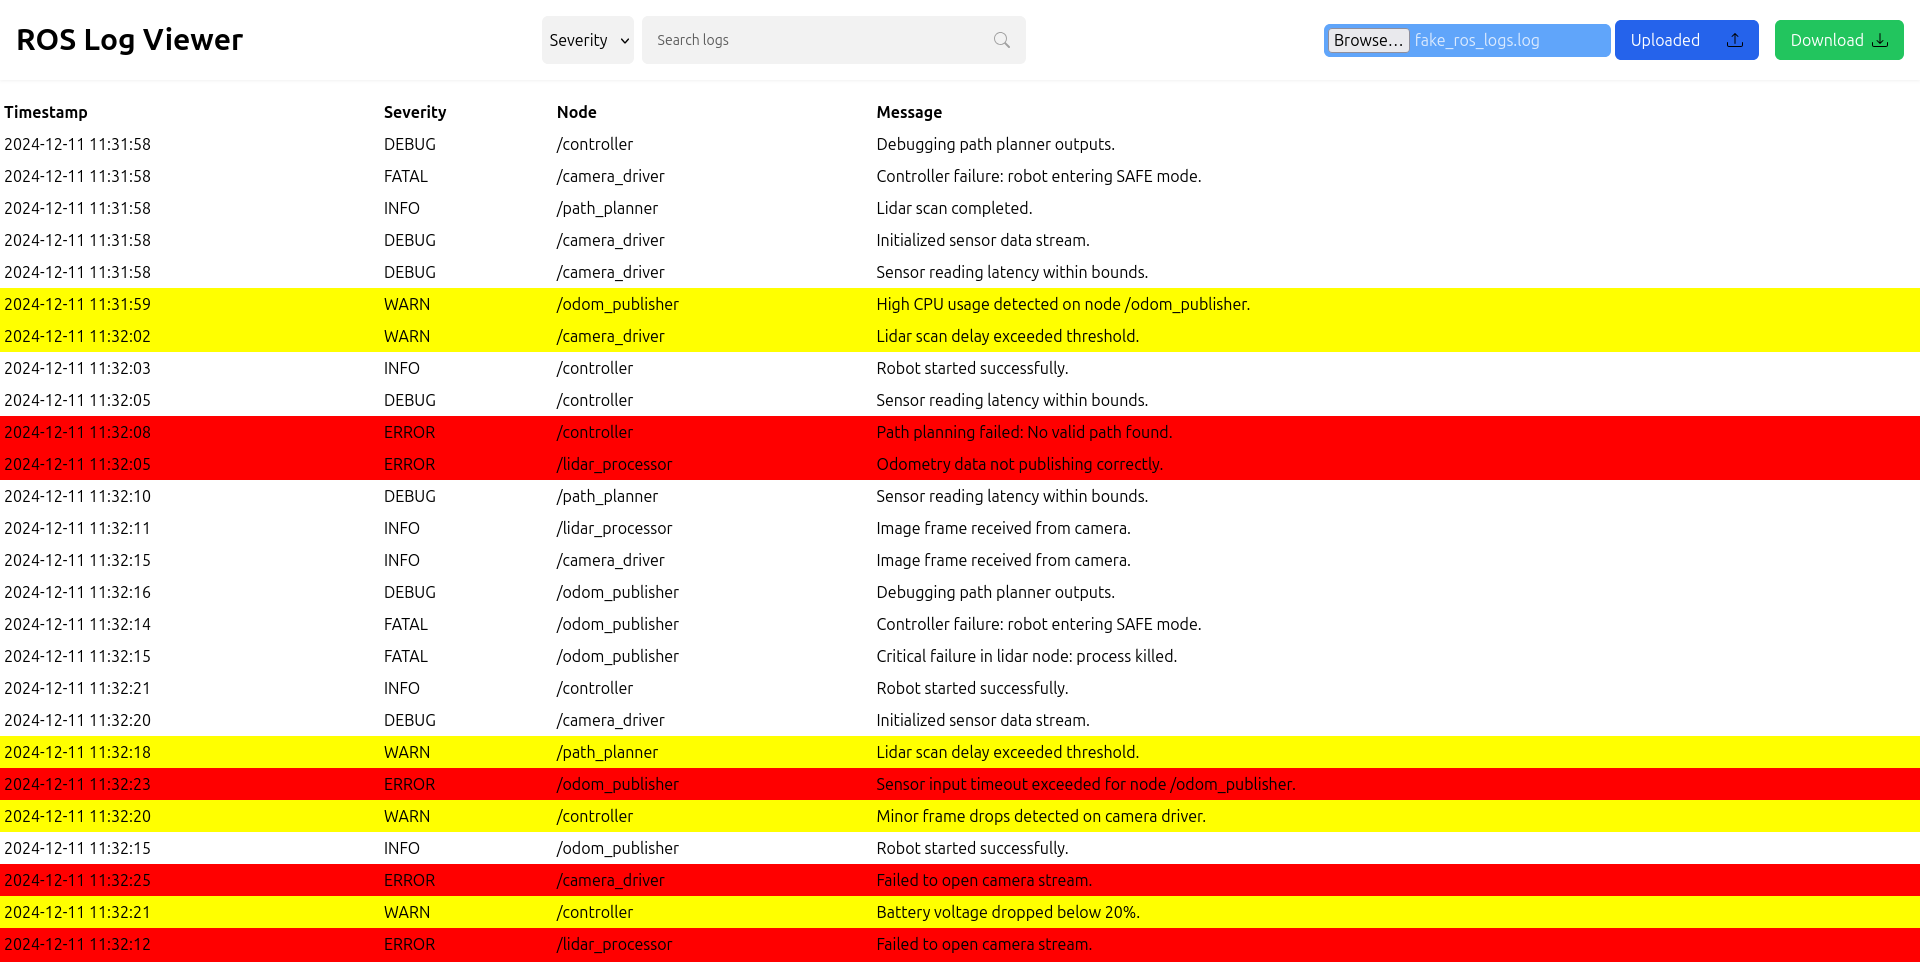 ROS Log Viewer Severity Search logs Browse... fake_ros_logs.log Uploaded Download
Timestamp Severity Node Message
2024-12-11 11:31:58 DEBUG /controller Debugging path planner outputs.
2024-12-11 11:31:58 FATAL /camera_driver Controller failure: robot entering SAFE mode.
2024-12-11 11:31:58 INFO /path_planner Lidar scan completed.
2024-12-11 11:31:58 DEBUG /camera_driver Initialized sensor data stream.
2024-12-11 11:31:58 DEBUG /camera_driver Sensor reading latency within bounds.
2024-12-11 11:31:59 WARN /odom_publisher High CPU usage detected on node /odom_publisher.
2024-12-11 11:32:02 WARN /camera_driver Lidar scan delay exceeded threshold.
2024-12-11 11:32:03 INFO /controller Robot started successfully.
2024-12-11 11:32:05 DEBUG /controller Sensor reading latency within bounds.
2024-12-11 11:32:08 ERROR /controller Path planning failed: No valid path found.
2024-12-11 11:32:05 ERROR /lidar_processor Odometry data not publishing correctly.
2024-12-11 11:32:10 DEBUG /path_planner Sensor reading latency within bounds.
2024-12-11 11:32:11 INFO /lidar_processor Image frame received from camera.
2024-12-11 11:32:15 INFO /camera_driver Image frame received from camera.
2024-12-11 11:32:16 DEBUG /odom_publisher Debugging path planner outputs.
2024-12-11 11:32:14 FATAL /odom_publisher Controller failure: robot entering SAFE mode.
2024-12-11 11:32:15 FATAL /odom_publisher Critical failure in lidar node: process killed.
2024-12-11 11:32:21 INFO /controller Robot started successfully.
2024-12-11 11:32:20 DEBUG /camera_driver Initialized sensor data stream.
2024-12-11 11:32:18 WARN /path_planner Lidar scan delay exceeded threshold.
2024-12-11 11:32:23 ERROR /odom_publisher Sensor input timeout exceeded for node /odom_publisher.
2024-12-11 11:32:20 WARN /controller Minor frame drops detected on camera driver.
2024-12-11 11:32:15 INFO /odom_publisher Robot started successfully.
2024-12-11 11:32:25 ERROR /camera_driver Failed to open camera stream.
2024-12-11 11:32:21 WARN /controller Battery voltage dropped below 20%.
2024-12-11 11:32:12 ERROR /lidar_processor Failed to open camera stream.